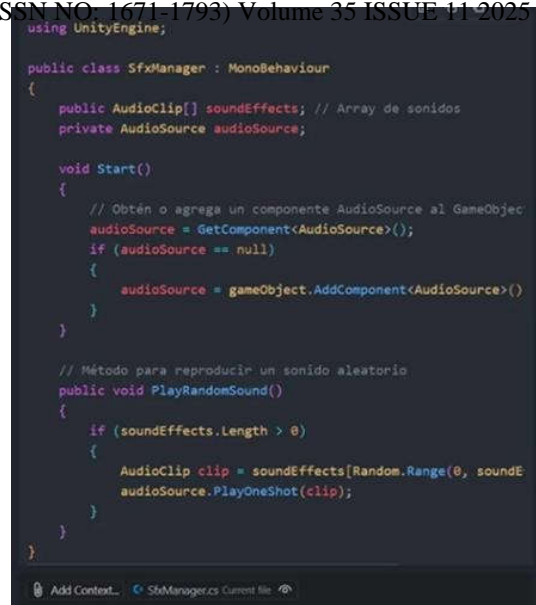 SSN NO: 1671-1793) Volume 35 ISSUE 11 2025
using UnityEngine;
public class SfxManager : MonoBehaviour
{
public AudioClip[] soundEffects; // Array de sonidos
private AudioSource audioSource;
void Start()
{
// Obtén o agrega un componente AudioSource al GameObjec
audioSource = GetComponent<AudioSource>();
if (audioSource == null)
{
audioSource = gameObject.AddComponent<AudioSource>()
}
}
// Método para reproducir un sonido aleatorio
public void PlayRandomSound()
{
if (soundEffects.Length > 0)
{
AudioClip clip = soundEffects[Random.Range(0, soundE
audioSource.PlayOneShot(clip);
}
}
}
Add Context... SfxManager.cs Current file